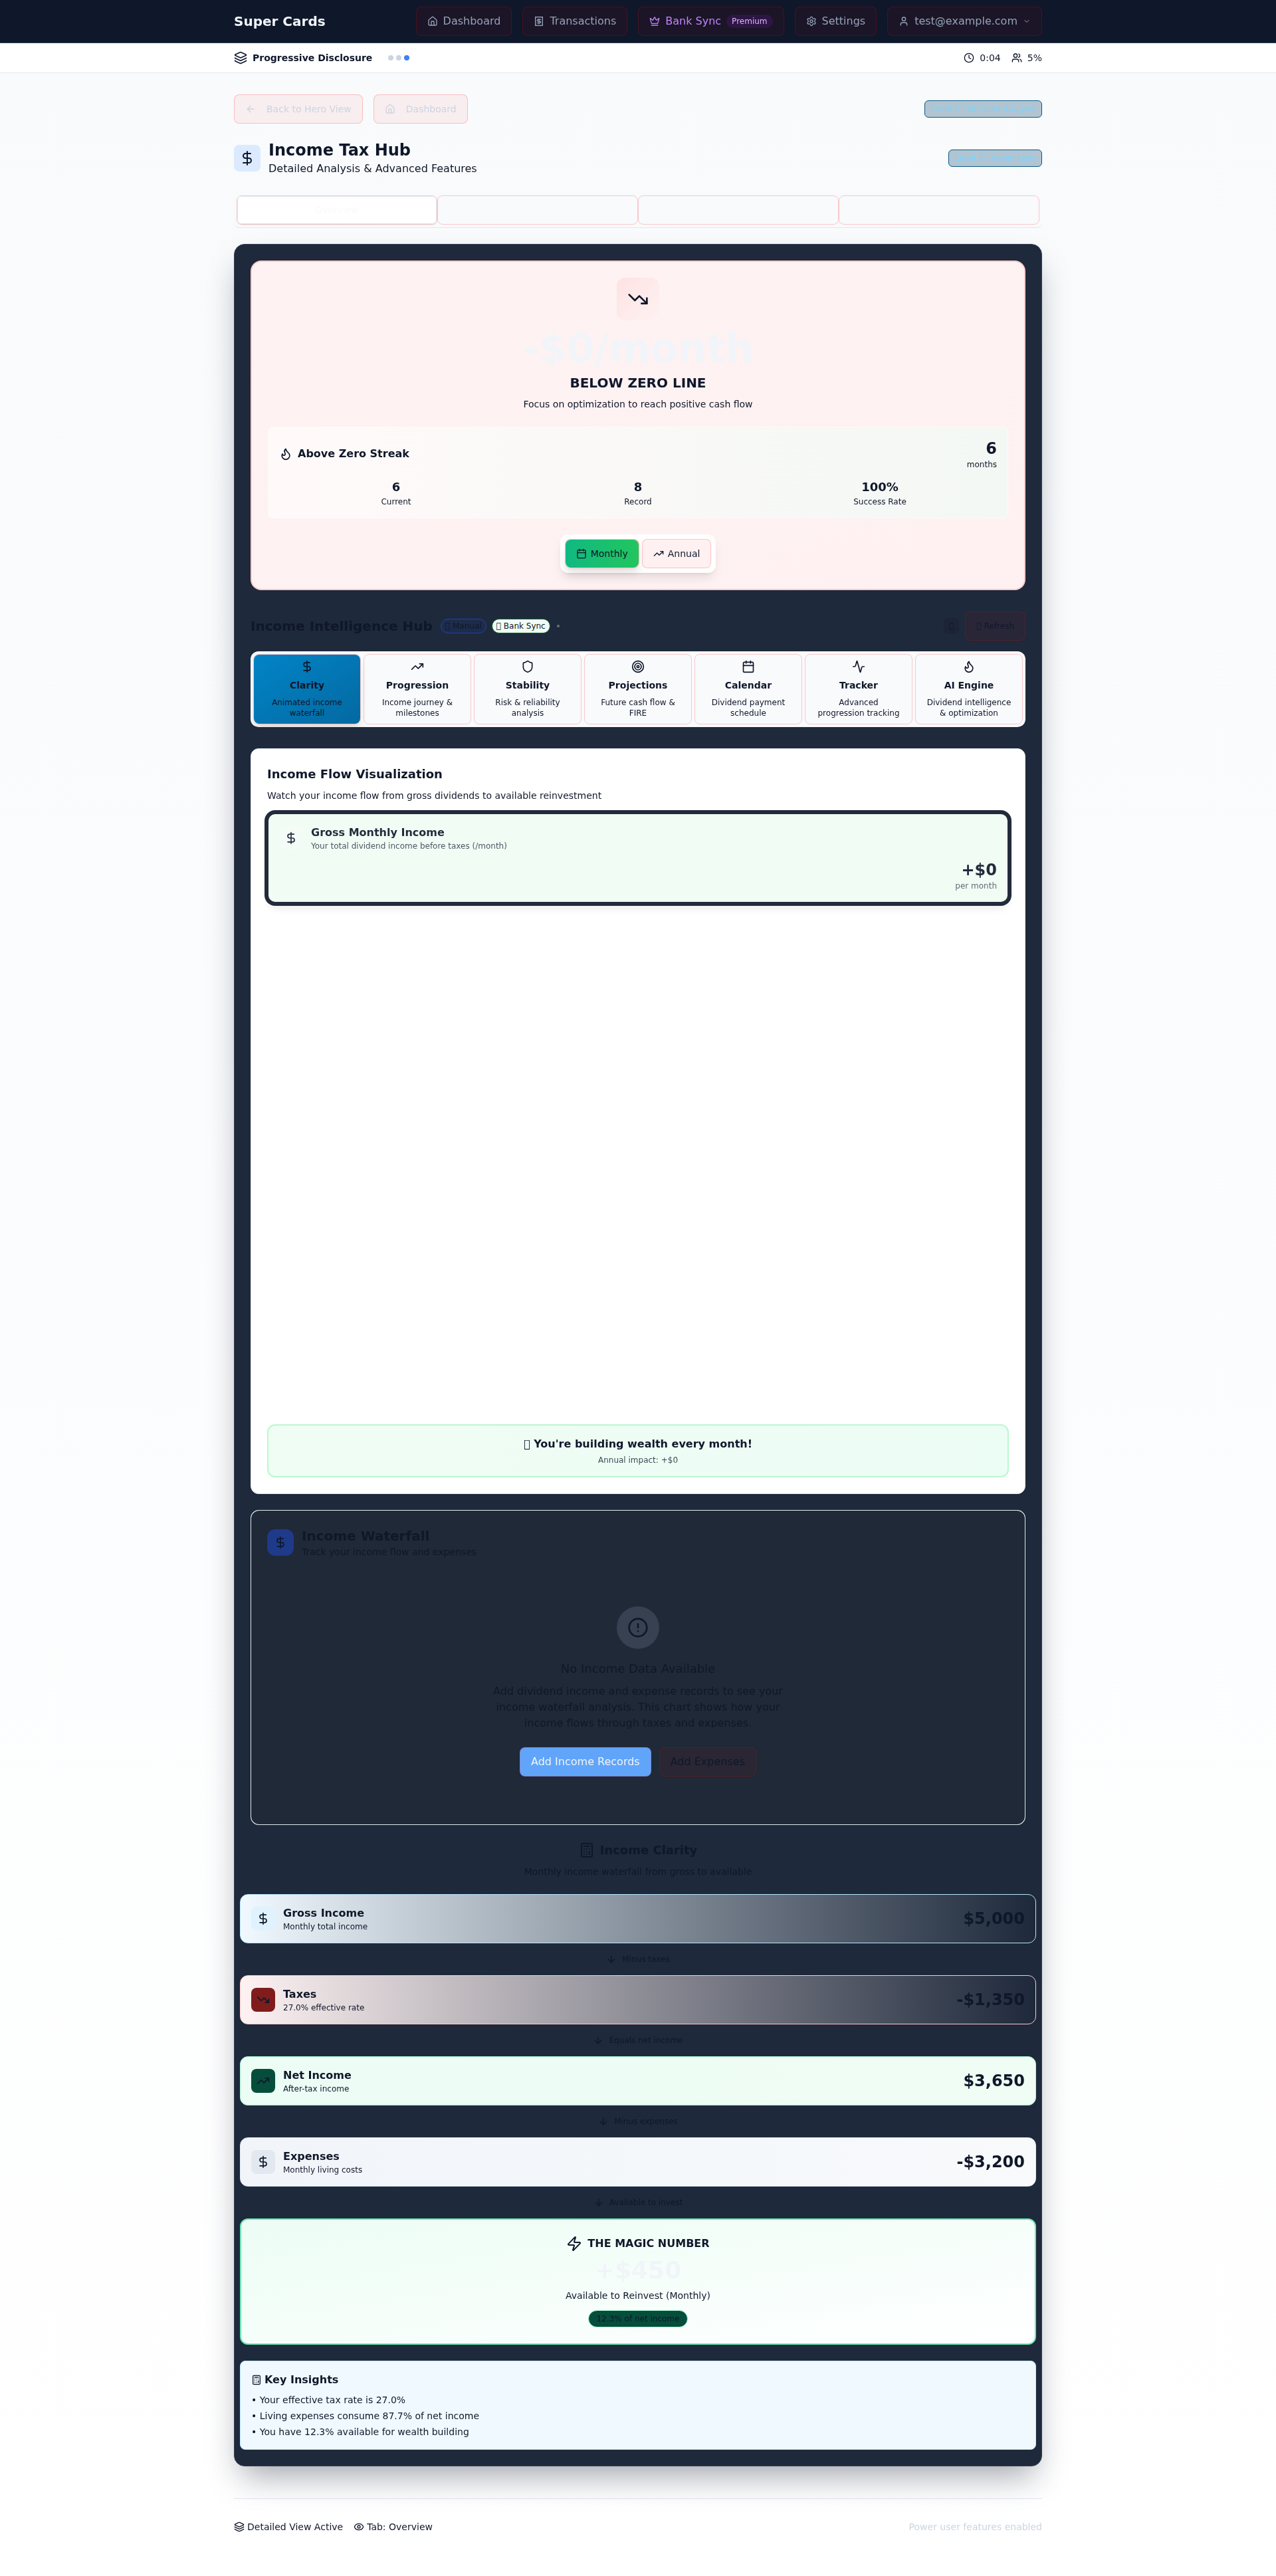 Super Cards
Dashboard
Transactions
Bank Sync
Premium
Settings
test@example.com
Progressive Disclosure
0:04
5%
Back to Hero View
Dashboard
Income Tax Hub
Detailed Analysis & Advanced Features
-$0/month
BELOW ZERO LINE
Focus on optimization to reach positive cash flow
Above Zero Streak
6
months
6
Current
8
Record
100%
Success Rate
Monthly
Annual
Income Intelligence Hub
Manual
Bank Sync
Refresh
Clarity
Animated income
waterfall
Progression
Income journey &
milestones
Stability
Risk & reliability
analysis
Projections
Future cash flow &
FIRE
Calendar
Dividend payment
schedule
Tracker
Advanced
progression tracking
AI Engine
Dividend intelligence
& optimization
Income Flow Visualization
Watch your income flow from gross dividends to available reinvestment
Gross Monthly Income
Your total dividend income before taxes (/month)
+$0
per month
You're building wealth every month!
Annual impact: +$0
Income Waterfall
Track your income flow and expenses
No Income Data Available
Add dividend income and expense records to see your
income waterfall analysis. This chart shows how your
income flows through taxes and expenses.
Add Income Records
Add Expenses
Income Clarity
Monthly income waterfall from gross to available
Gross Income
Monthly total income
$5,000
Minus taxes
Taxes
27.0% effective rate
-$1,350
Equals net income
Net Income
After-tax income
$3,650
Minus expenses
Expenses
Monthly living costs
-$3,200
Available to invest
THE MAGIC NUMBER
+$450
Available to Reinvest (Monthly)
12.3% of net income
Key Insights
• Your effective tax rate is 27.0%
• Living expenses consume 87.7% of net income
• You have 12.3% available for wealth building
Detailed View Active
Tab: Overview
Power user features enabled